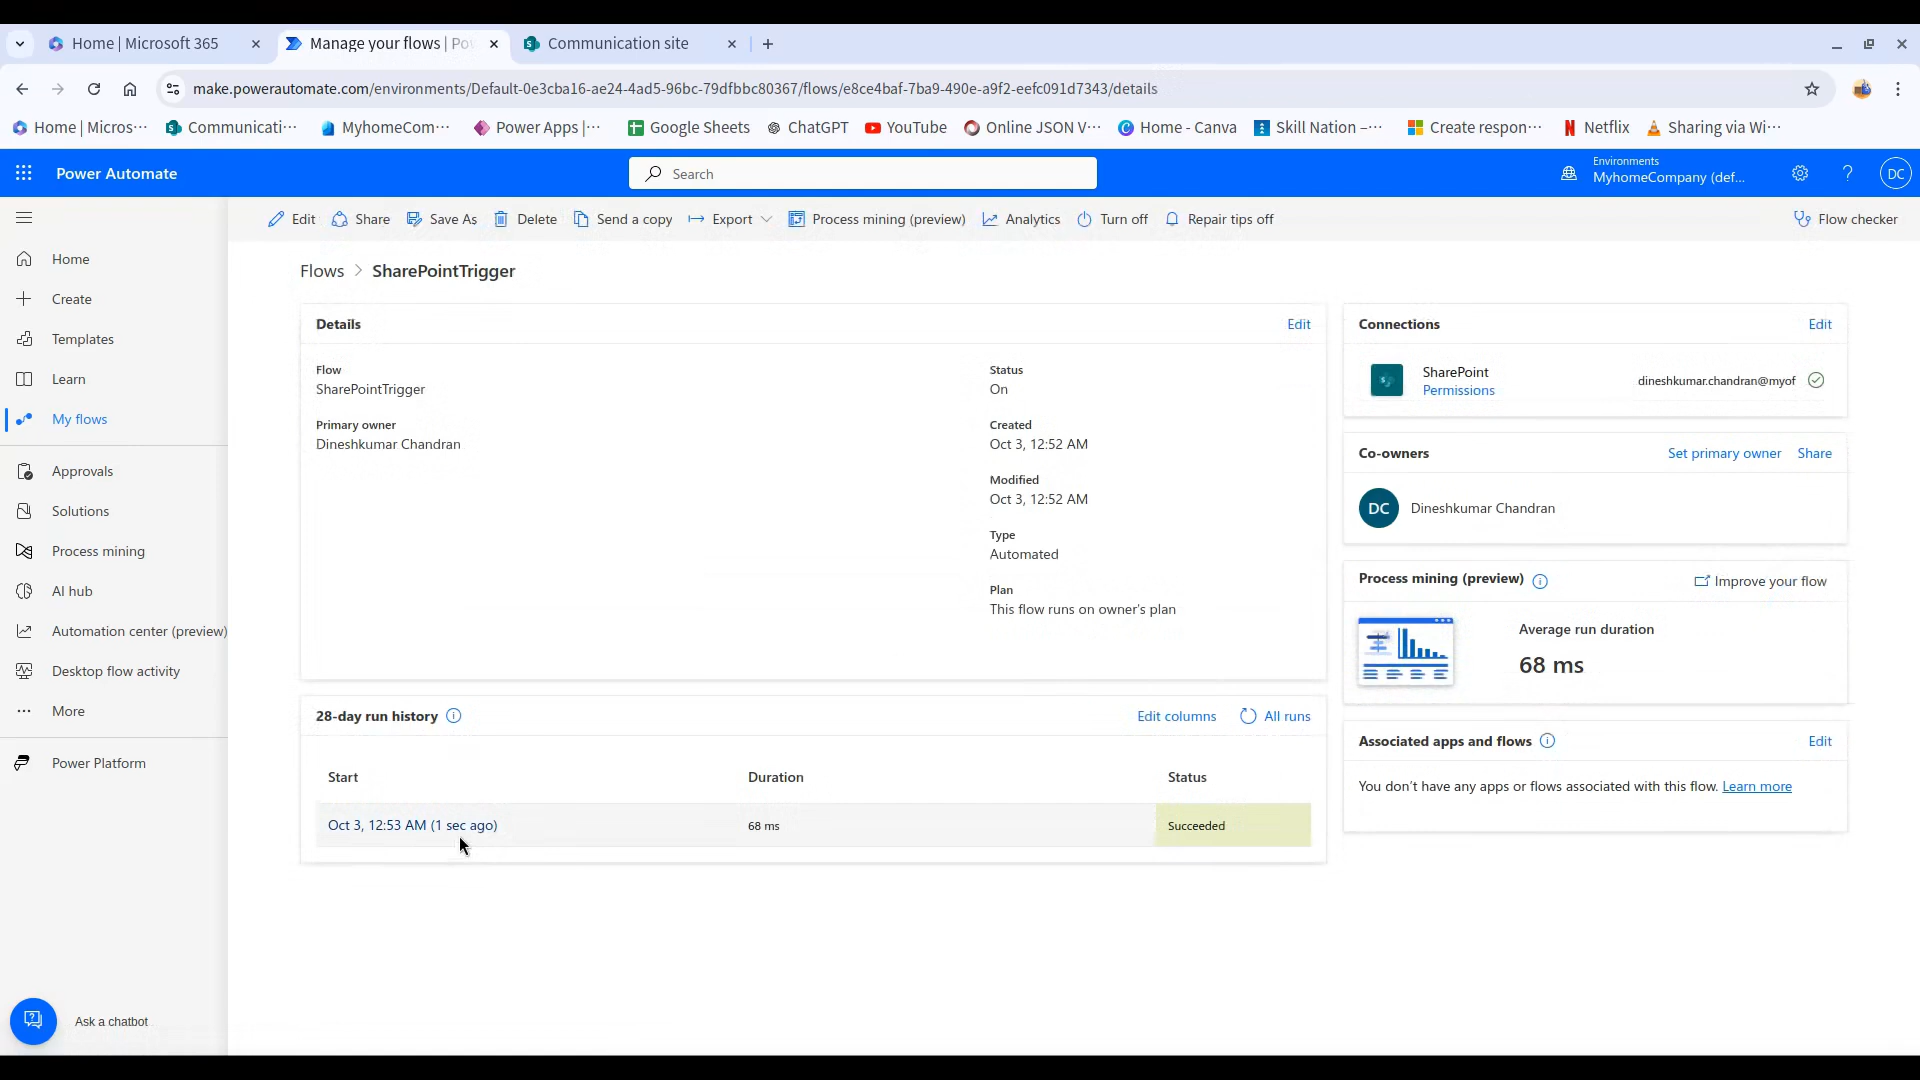 Home | Microsoft 365
Manage your flows | Po
Communication site
make.powerautomate.com/environments/Default-0e3cba16-ae24-4ad5-96bc-79dfbbc80367/flows/e8ce4baf-7ba9-490e-a9f2-eefc091d7343/details
Home | Micros···
Communicati···
MyhomeCom···
Power Apps |···
Google Sheets
ChatGPT
YouTube
Online JSON V···
Home - Canva
Skill Nation –···
Create respon···
Netflix
Sharing via Wi···
Power Automate
Search
Environments
MyhomeCompany (def...
DC
Edit
Share
Save As
Delete
Send a copy
Export
Process mining (preview)
Analytics
Turn off
Repair tips off
Flow checker
Home
Create
Templates
Learn
My flows
Approvals
Solutions
Process mining
AI hub
Automation center (preview)
Desktop flow activity
More
Power Platform
Ask a chatbot
Flows > SharePointTrigger
Details
Edit
Flow
SharePointTrigger
Primary owner
Dineshkumar Chandran
Status
On
Created
Oct 3, 12:52 AM
Modified
Oct 3, 12:52 AM
Type
Automated
Plan
This flow runs on owner's plan
28-day run history
Edit columns
All runs
Start
Duration
Status
Oct 3, 12:53 AM (1 sec ago)
68 ms
Succeeded
Connections
Edit
SharePoint
Permissions
dineshkumar.chandran@myof
Co-owners
Set primary owner
Share
DC
Dineshkumar Chandran
Process mining (preview)
Improve your flow
Average run duration
68 ms
Associated apps and flows
Edit
You don't have any apps or flows associated with this flow. Learn more